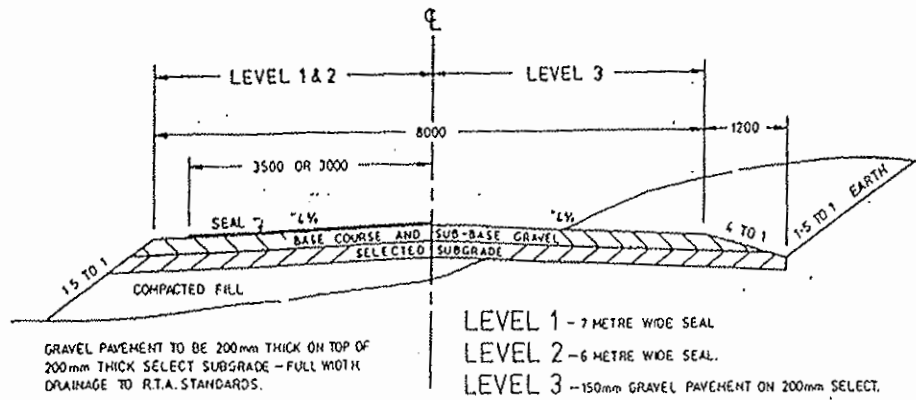 ℄
LEVEL 1 & 2
LEVEL 3
8000
1200
3500 OR 3000
SEAL
4%
4%
BASE COURSE AND SUB-BASE GRAVEL
SELECTED SUBGRADE
4 TO 1
1·5 TO 1 EARTH
1·5 TO 1
COMPACTED FILL
GRAVEL PAVEMENT TO BE 200mm THICK ON TOP OF
200mm THICK SELECT SUBGRADE - FULL WIDTH
DRAINAGE TO R.T.A. STANDARDS.
LEVEL 1 - 7 METRE WIDE SEAL
LEVEL 2 - 6 METRE WIDE SEAL.
LEVEL 3 - 150mm GRAVEL PAVEMENT ON 200mm SELECT.